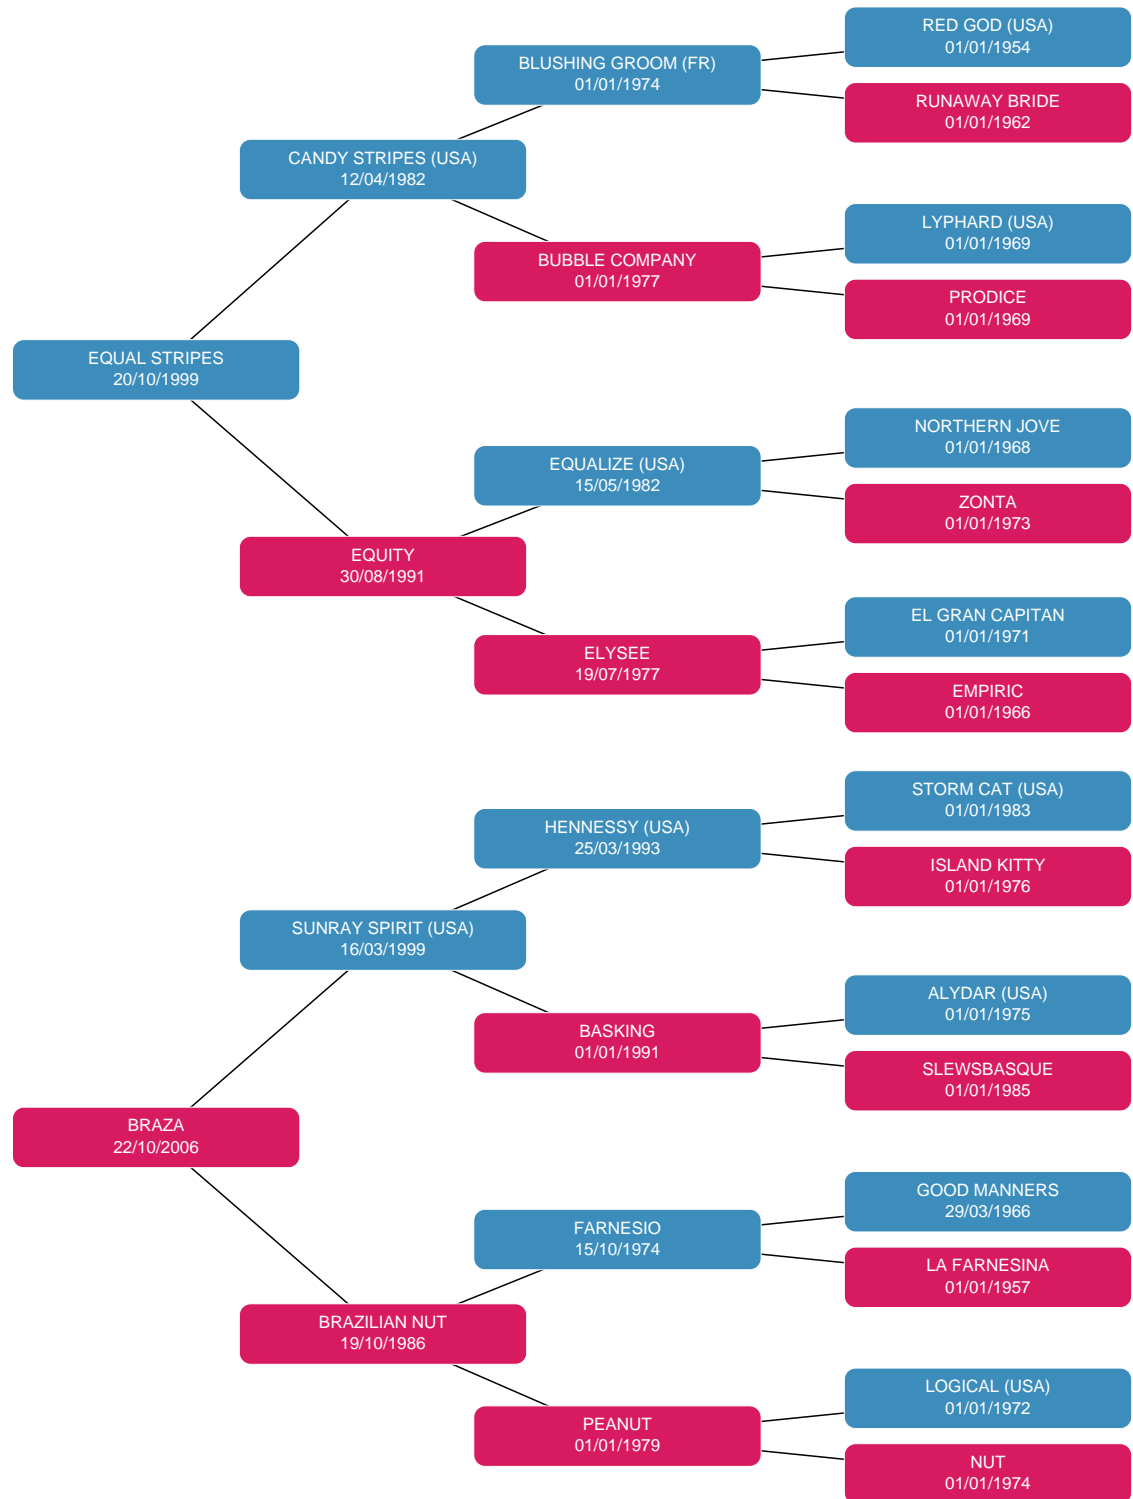 RED GOD (USA)
01/01/1954
BLUSHING GROOM (FR)
01/01/1974
RUNAWAY BRIDE
01/01/1962
CANDY STRIPES (USA)
12/04/1982
LYPHARD (USA)
01/01/1969
BUBBLE COMPANY
01/01/1977
PRODICE
01/01/1969
EQUAL STRIPES
20/10/1999
NORTHERN JOVE
01/01/1968
EQUALIZE (USA)
15/05/1982
ZONTA
01/01/1973
EQUITY
30/08/1991
EL GRAN CAPITAN
01/01/1971
ELYSEE
19/07/1977
EMPIRIC
01/01/1966
STORM CAT (USA)
01/01/1983
HENNESSY (USA)
25/03/1993
ISLAND KITTY
01/01/1976
SUNRAY SPIRIT (USA)
16/03/1999
ALYDAR (USA)
01/01/1975
BASKING
01/01/1991
SLEWSBASQUE
01/01/1985
BRAZA
22/10/2006
GOOD MANNERS
29/03/1966
FARNESIO
15/10/1974
LA FARNESINA
01/01/1957
BRAZILIAN NUT
19/10/1986
LOGICAL (USA)
01/01/1972
PEANUT
01/01/1979
NUT
01/01/1974